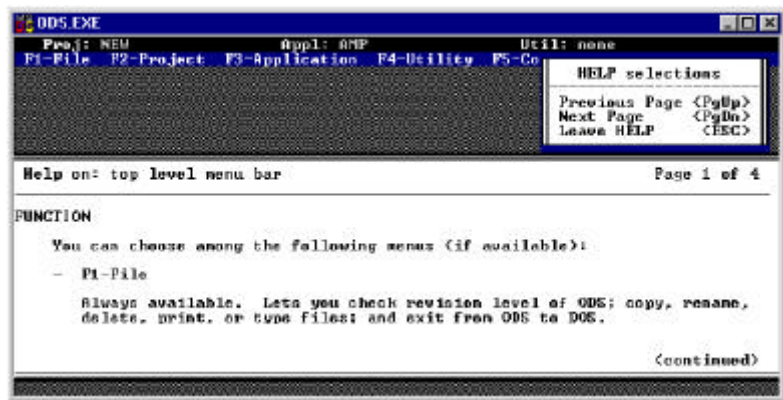 ODS.EXE
Proj: NEW Appl: AMP Util: none
F1-File F2-Project F3-Application F4-Utility F5-Co
HELP selections
Previous Page <PgUp>
Next Page <PgDn>
Leave HELP <ESC>
Help on: top level menu bar Page 1 of 4
FUNCTION
You can choose among the following menus (if available):
- F1-File
Always available. Lets you check revision level of ODS; copy, rename,
delete, print, or type files; and exit from ODS to DOS.
(continued)